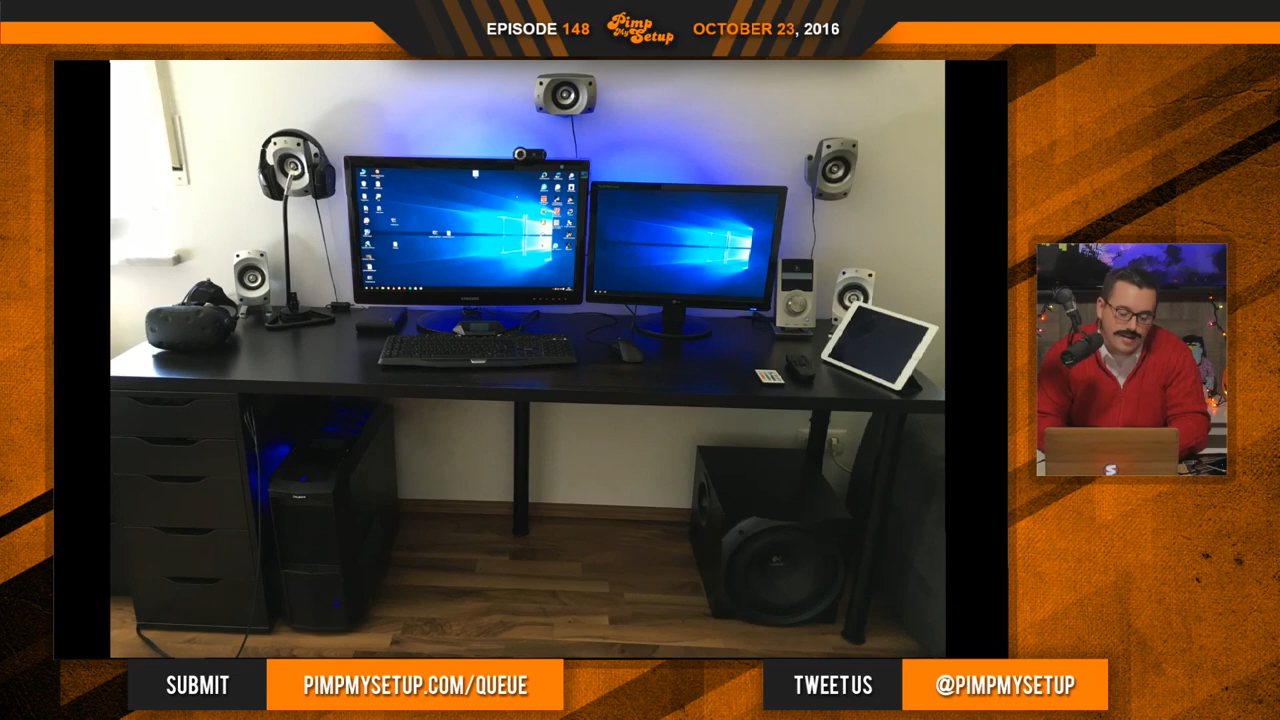 EPISODE 148
Pimp
My
Setup
OCTOBER 23, 2016
SUBMIT
PIMPMYSETUP.COM/QUEUE
TWEET US
@PIMPMYSETUP